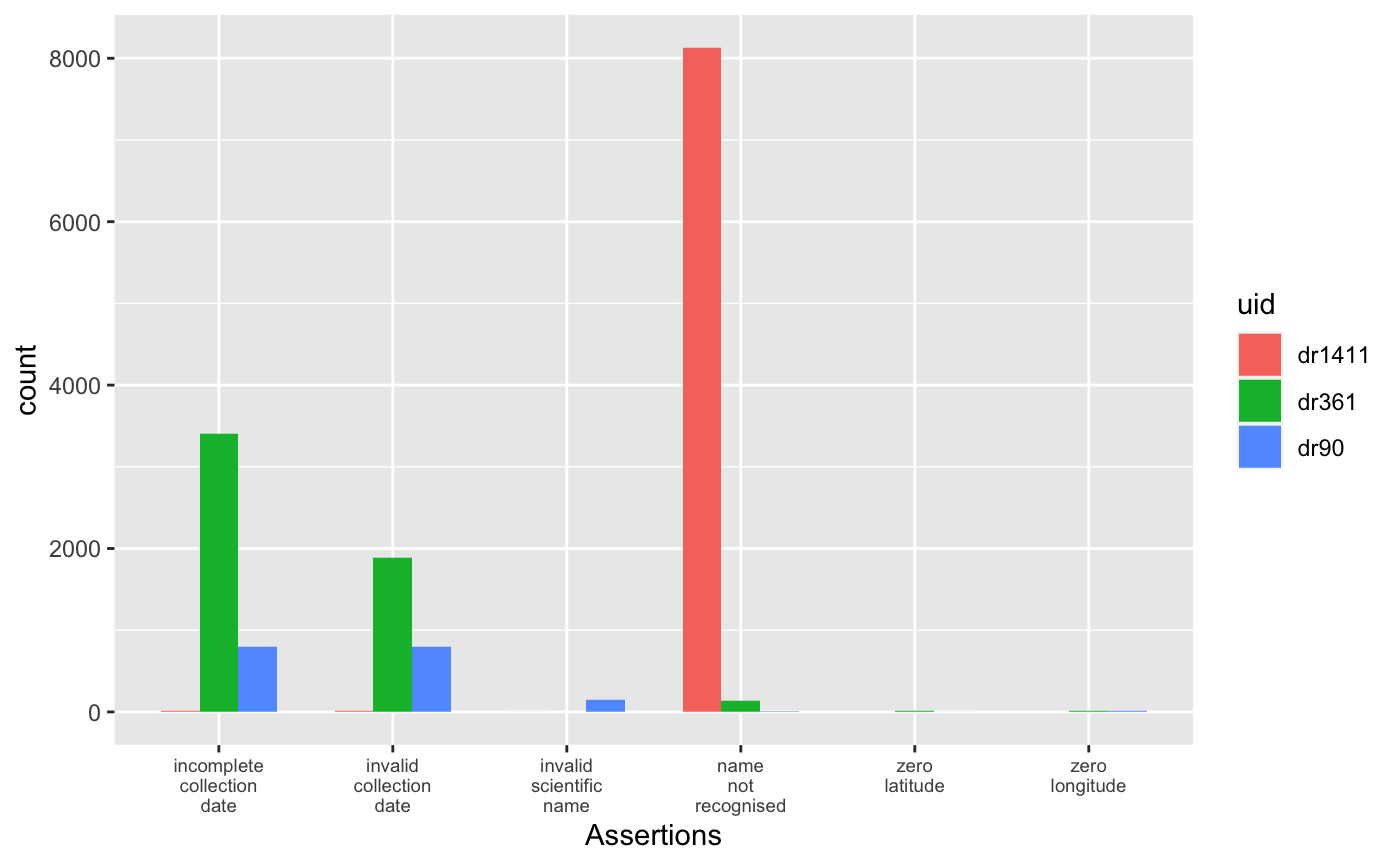 8000
6000
4000
2000
0
count
incomplete
collection
date
invalid
collection
date
invalid
scientific
name
name
not
recognised
zero
latitude
zero
longitude
Assertions
uid
dr1411
dr361
dr90